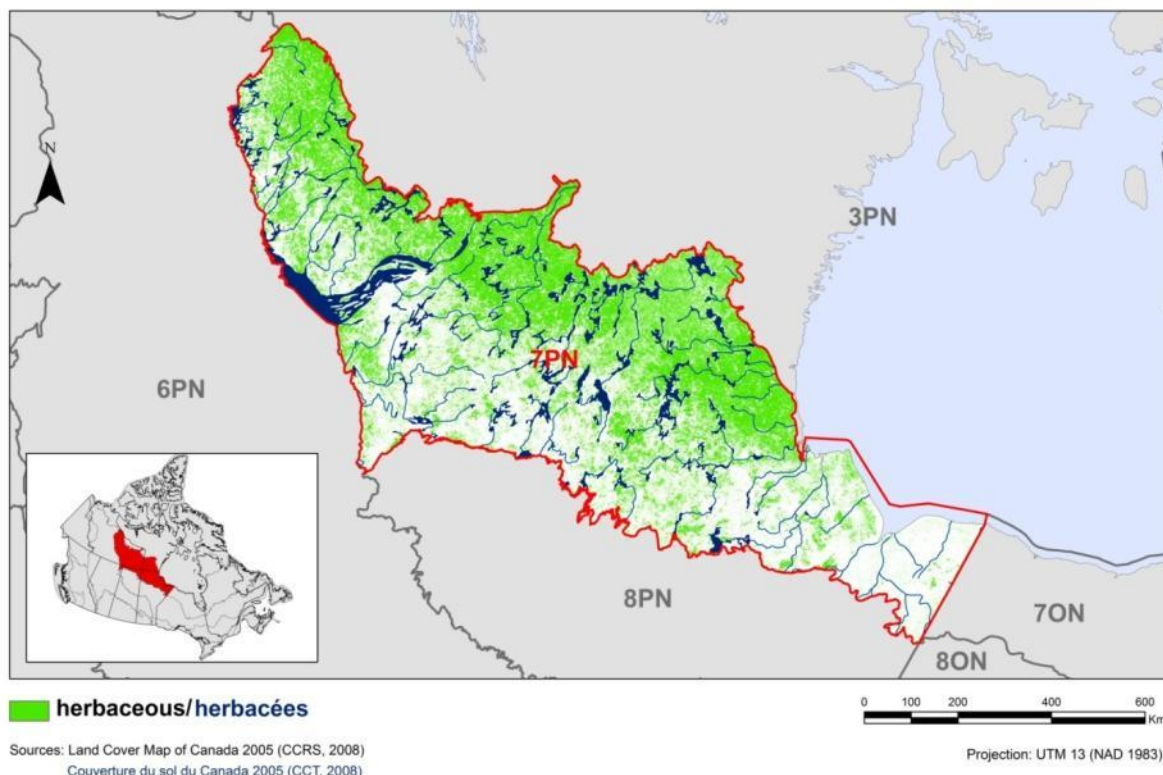 N
3PN
7PN
6PN
8PN
7ON
8ON
herbaceous/herbacées
0 100 200 400 600
Km
Sources: Land Cover Map of Canada 2005 (CCRS, 2008)
Projection: UTM 13 (NAD 1983)
Couverture du sol du Canada 2005 (CCT, 2008)